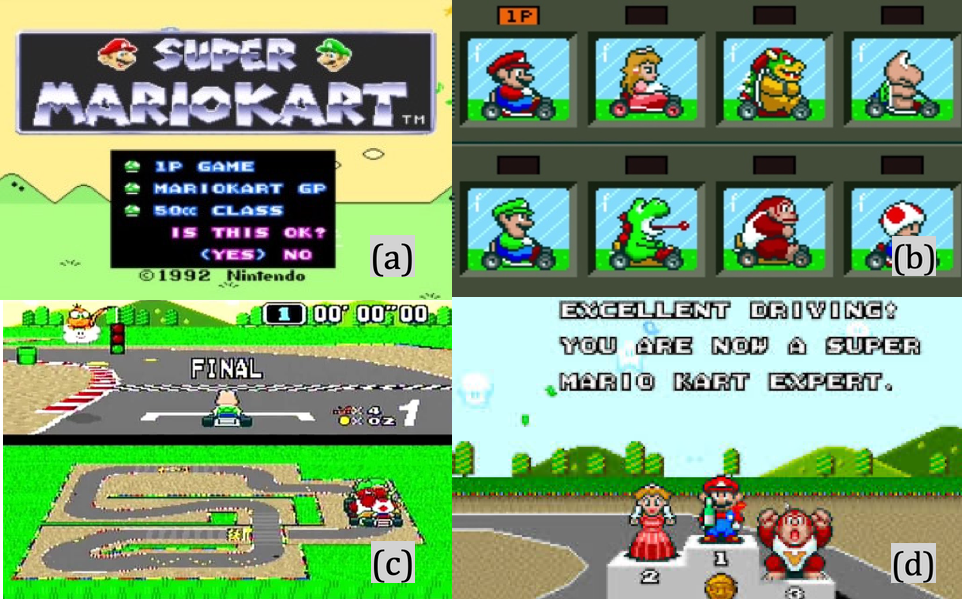 SUPER
MARIOKART TM
1P GAME
MARIOKART GP
50cc CLASS
IS THIS OK?
<YES> NO
©1992 Nintendo
(a)
1P
(b)
1 00'00"00
FINAL
× 4
× 02
1
(c)
EXCELLENT DRIVING!
YOU ARE NOW A SUPER
MARIO KART EXPERT.
1
2
3
(d)